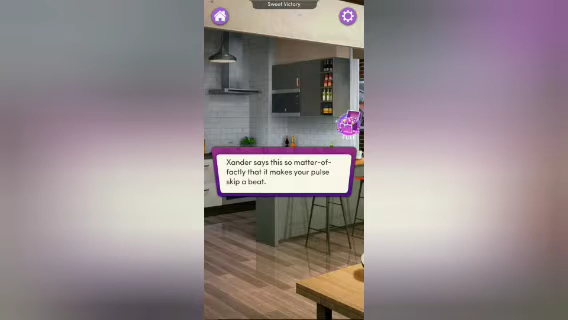 Sweet Victory
Xander says this so matter-of-
factly that it makes your pulse
skip a beat.